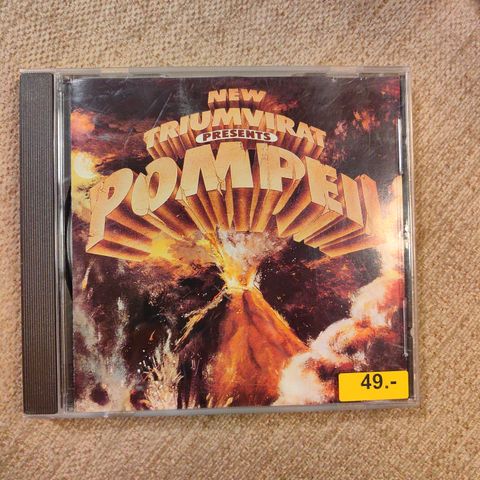 NEW
TRIUMVIRAT
PRESENTS
POMPEII
49.-